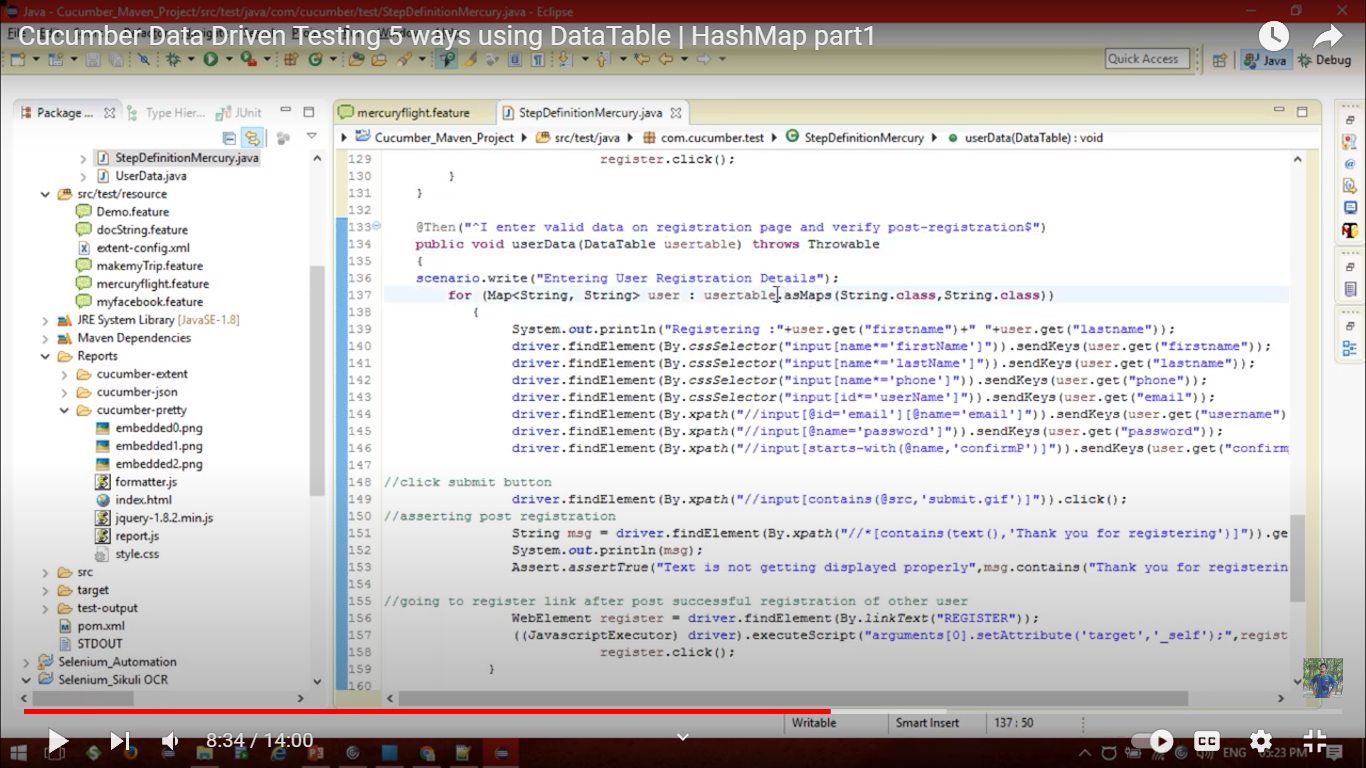 Java - Cucumber_Maven_Project/src/test/java/com/cucumber/test/StepDefinitionMercury.java - Eclipse
Cucumber Data Driven Testing 5 ways using DataTable | HashMap part1
Quick Access
Java
Debug
Package ...
Type Hier...
JUnit
mercuryflight.feature
StepDefinitionMercury.java
Cucumber_Maven_Project
src/test/java
com.cucumber.test
StepDefinitionMercury
userData(DataTable) : void
StepDefinitionMercury.java
UserData.java
src/test/resource
Demo.feature
docString.feature
extent-config.xml
makemyTrip.feature
mercuryflight.feature
myfacebook.feature
JRE System Library [JavaSE-1.8]
Maven Dependencies
Reports
cucumber-extent
cucumber-json
cucumber-pretty
embedded0.png
embedded1.png
embedded2.png
formatter.js
index.html
jquery-1.8.2.min.js
report.js
style.css
src
target
test-output
pom.xml
STDOUT
Selenium_Automation
Selenium_Sikuli OCR
129 register.click();
130 }
131 }
132
133 @Then("^I enter valid data on registration page and verify post-registration$")
134 public void userData(DataTable usertable) throws Throwable
135 {
136 scenario.write("Entering User Registration Details");
137 for (Map<String, String> user : usertable.asMaps(String.class,String.class))
138 {
139 System.out.println("Registering :"+user.get("firstname")+" "+user.get("lastname"));
140 driver.findElement(By.cssSelector("input[name*='firstName']")).sendKeys(user.get("firstname"));
141 driver.findElement(By.cssSelector("input[name*='lastName']")).sendKeys(user.get("lastname"));
142 driver.findElement(By.cssSelector("input[name*='phone']")).sendKeys(user.get("phone"));
143 driver.findElement(By.cssSelector("input[id*='userName']")).sendKeys(user.get("email"));
144 driver.findElement(By.xpath("//input[@id='email'][@name='email']")).sendKeys(user.get("username")
145 driver.findElement(By.xpath("//input[@name='password']")).sendKeys(user.get("password"));
146 driver.findElement(By.xpath("//input[starts-with(@name,'confirmP')]")).sendKeys(user.get("confirm
147
148 //click submit button
149 driver.findElement(By.xpath("//input[contains(@src,'submit.gif')]")).click();
150 //asserting post registration
151 String msg = driver.findElement(By.xpath("//*[contains(text(),'Thank you for registering')]")).ge
152 System.out.println(msg);
153 Assert.assertTrue("Text is not getting displayed properly",msg.contains("Thank you for registerin
154
155 //going to register link after post successful registration of other user
156 WebElement register = driver.findElement(By.linkText("REGISTER"));
157 ((JavascriptExecutor) driver).executeScript("arguments[0].setAttribute('target','_self');",regist
158 register.click();
159 }
160
Writable
Smart Insert
137 : 50
8:34 / 14:00
CC
ENG